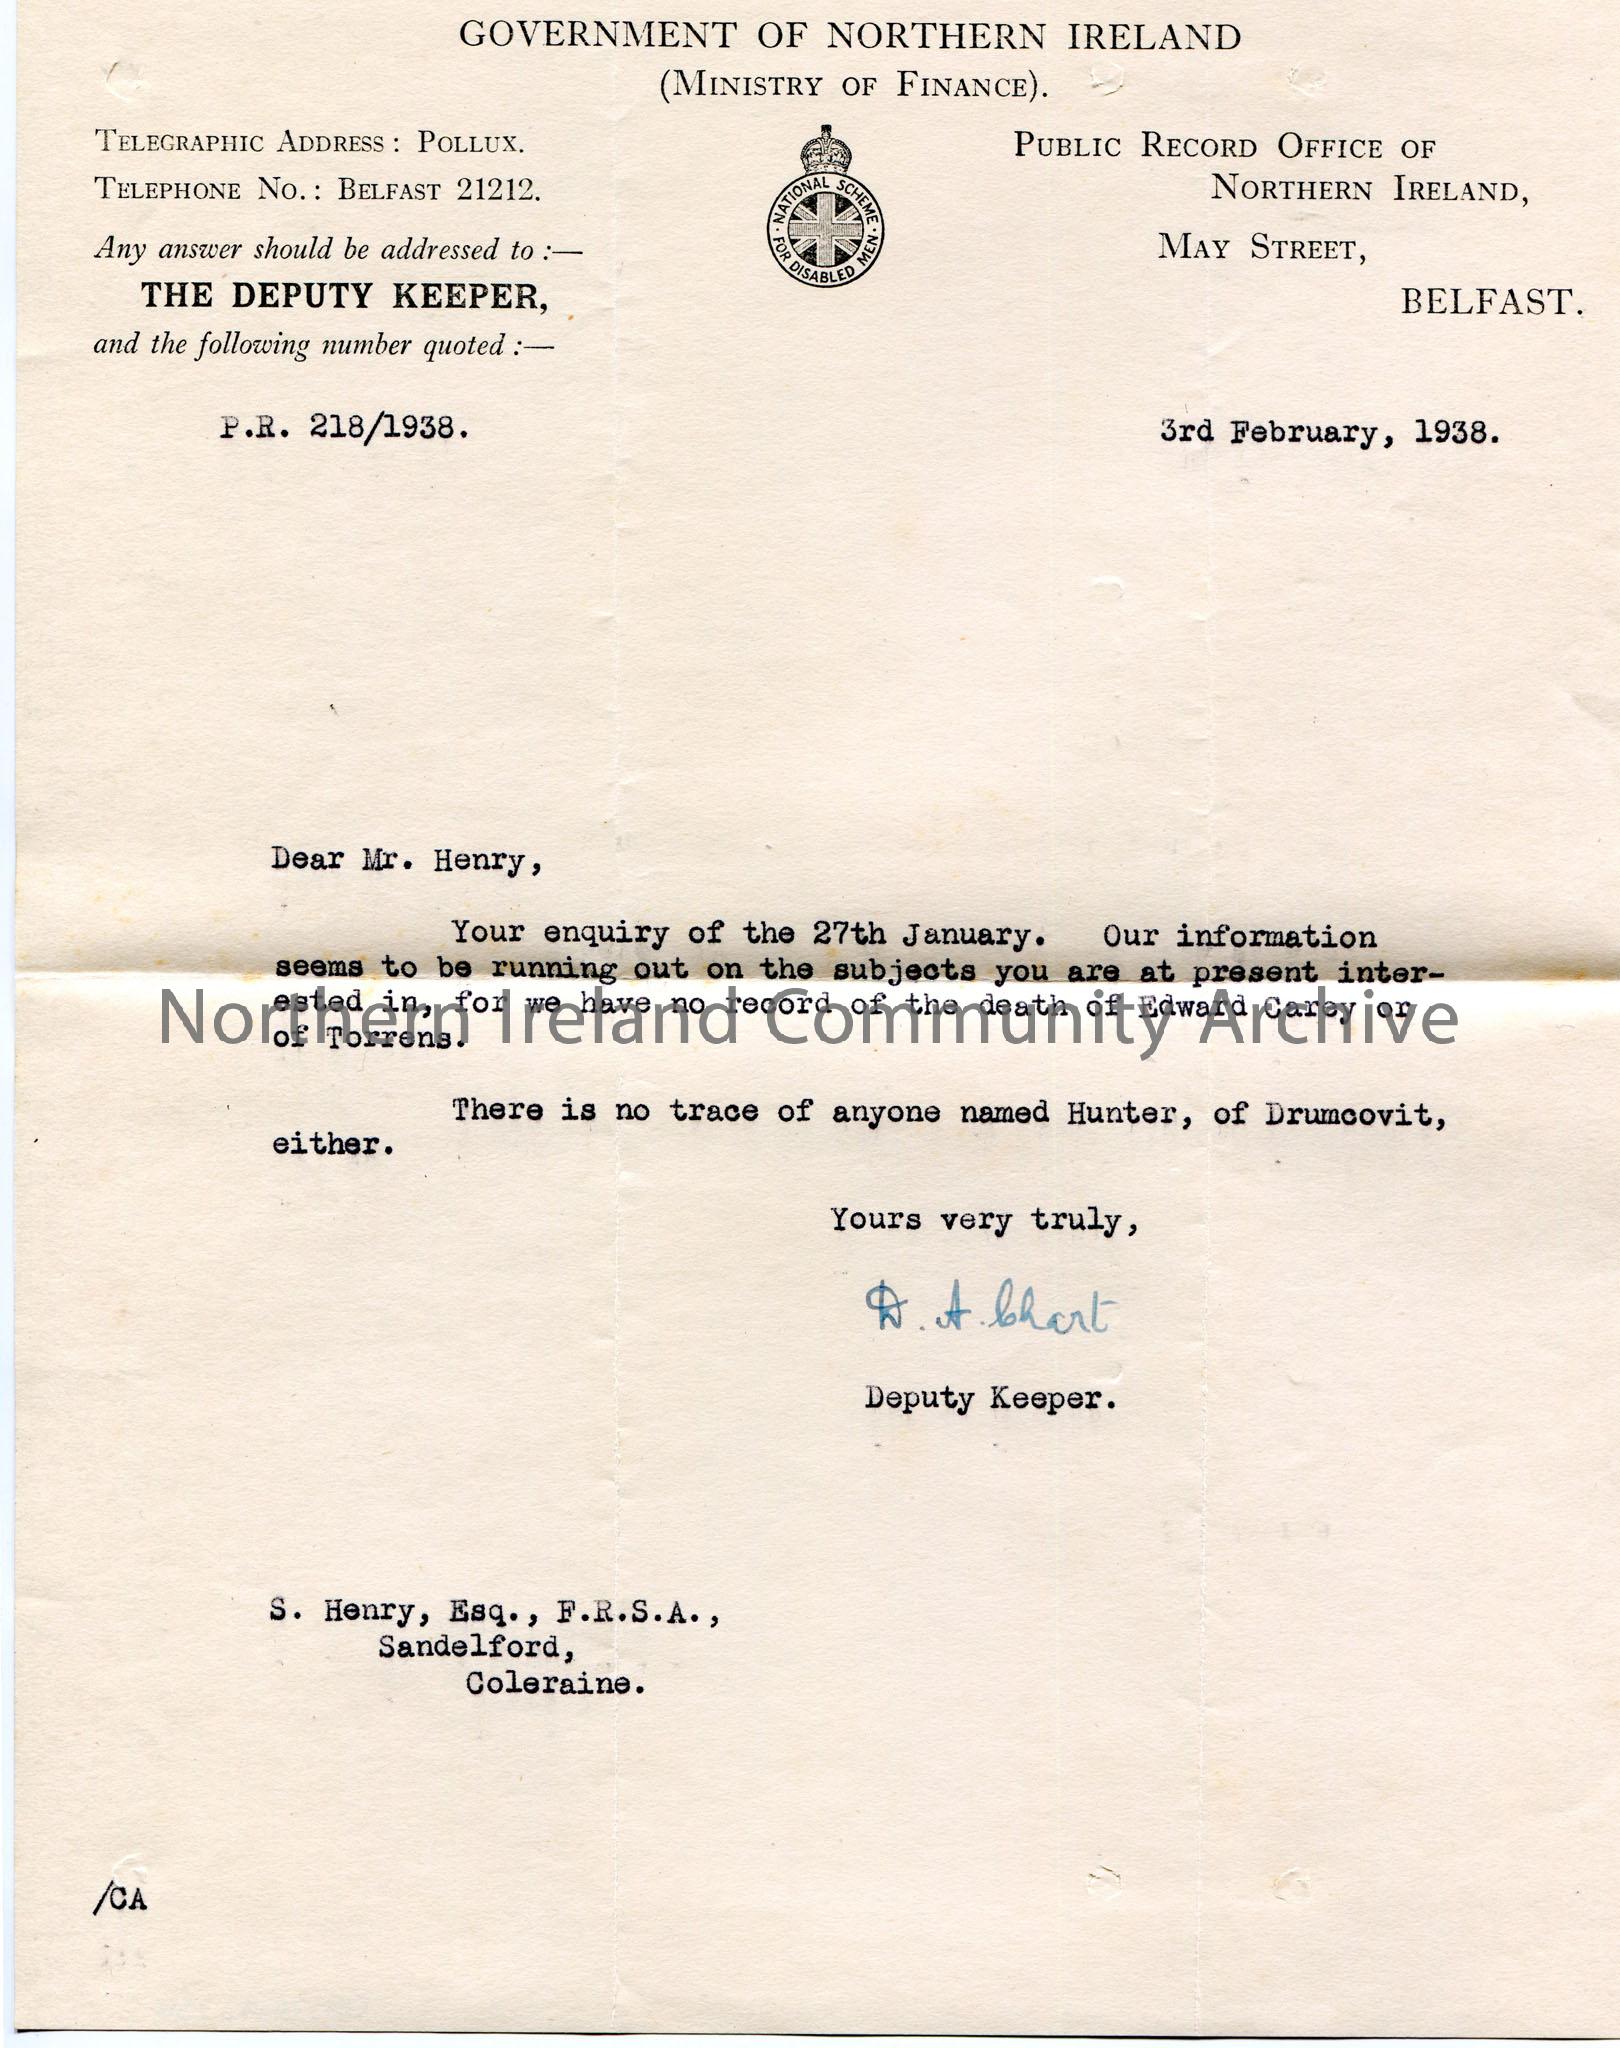 GOVERNMENT OF NORTHERN IRELAND
(MINISTRY OF FINANCE).
TELEGRAPHIC ADDRESS: POLLUX.
TELEPHONE NO.: BELFAST 21212.
Any answer should be addressed to :—
THE DEPUTY KEEPER,
and the following number quoted :—
NATIONAL SCHEME
· FOR DISABLED MEN ·
PUBLIC RECORD OFFICE OF
NORTHERN IRELAND,
MAY STREET,
BELFAST.
P.R. 218/1938.
3rd February, 1938.
Dear Mr. Henry,
Your enquiry of the 27th January. Our information
seems to be running out on the subjects you are at present inter-
ested in, for we have no record of the death of Edward Carey or
of Torrens.
Northern Ireland Community Archive
There is no trace of anyone named Hunter, of Drumcovit,
either.
Yours very truly,
D. A. Chart
Deputy Keeper.
S. Henry, Esq., F.R.S.A.,
Sandelford,
Coleraine.
/CA